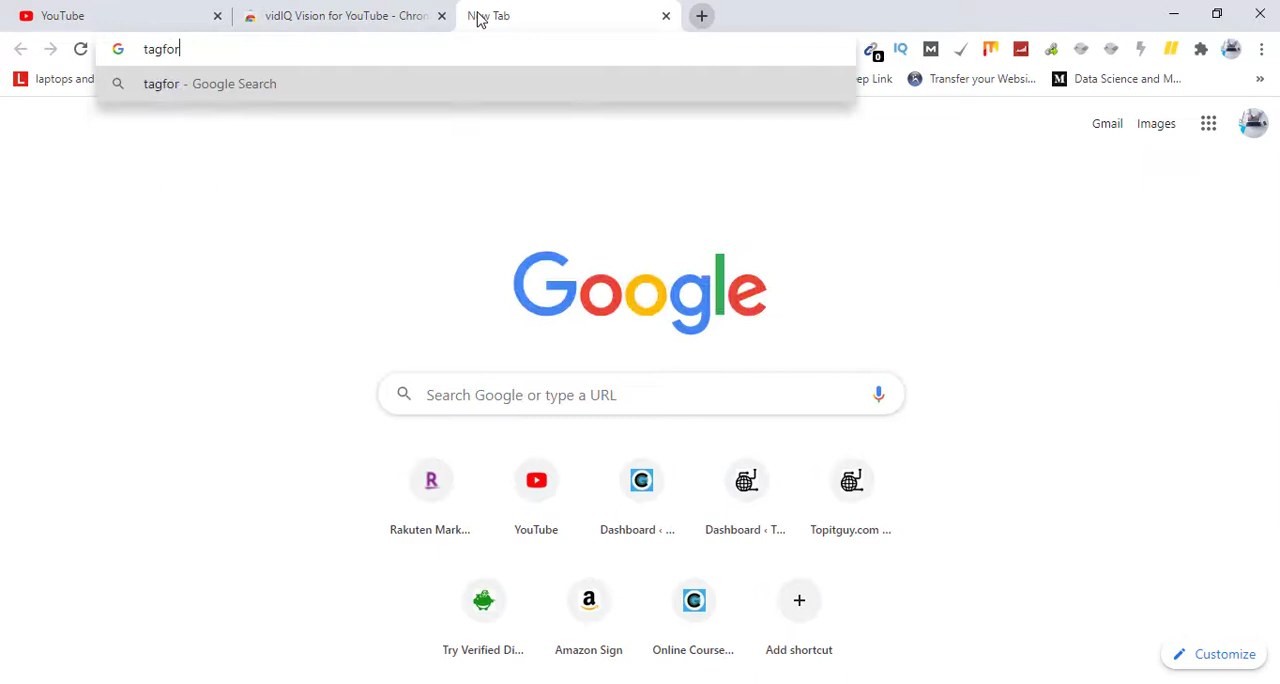 YouTube
vidIQ Vision for YouTube - Chron
New Tab
tagfor
tagfor - Google Search
0
IQ
M
L
laptops and
ep Link
Transfer your Websi...
M
Data Science and M...
»
Gmail
Images
Google
Search Google or type a URL
R
Rakuten Mark...
YouTube
Dashboard ‹ ...
Dashboard ‹ T...
Topitguy.com ...
Try Verified Di...
a
Amazon Sign
Online Course...
Add shortcut
Customize